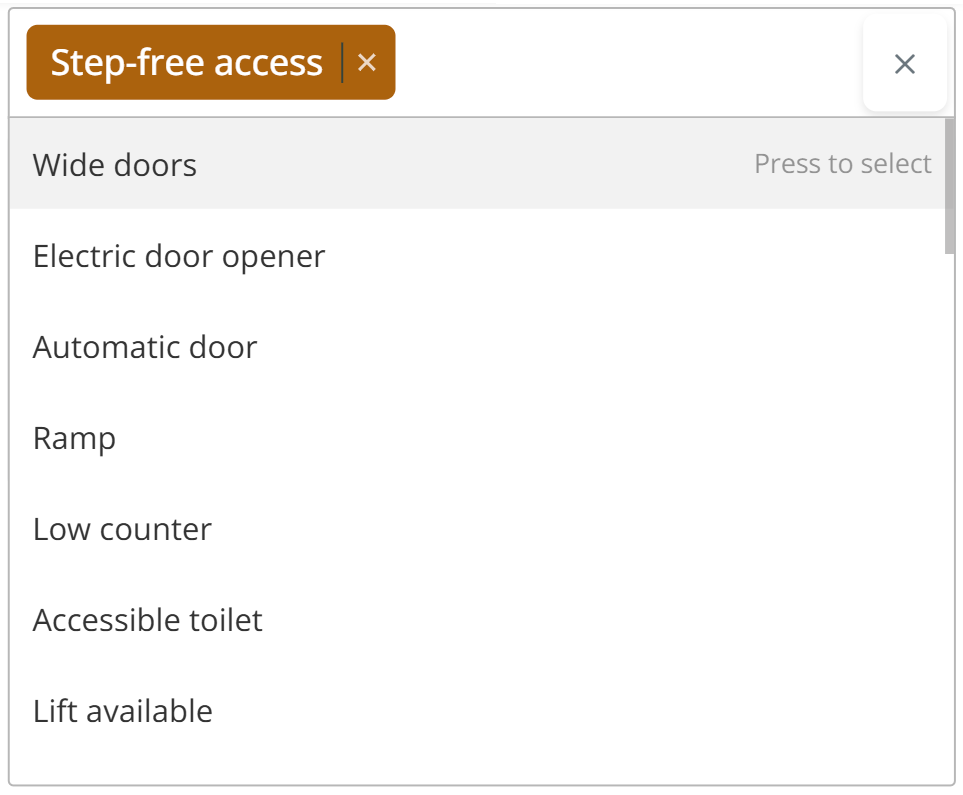 Step-free access
Wide doors Press to select
Electric door opener
Automatic door
Ramp
Low counter
Accessible toilet
Lift available